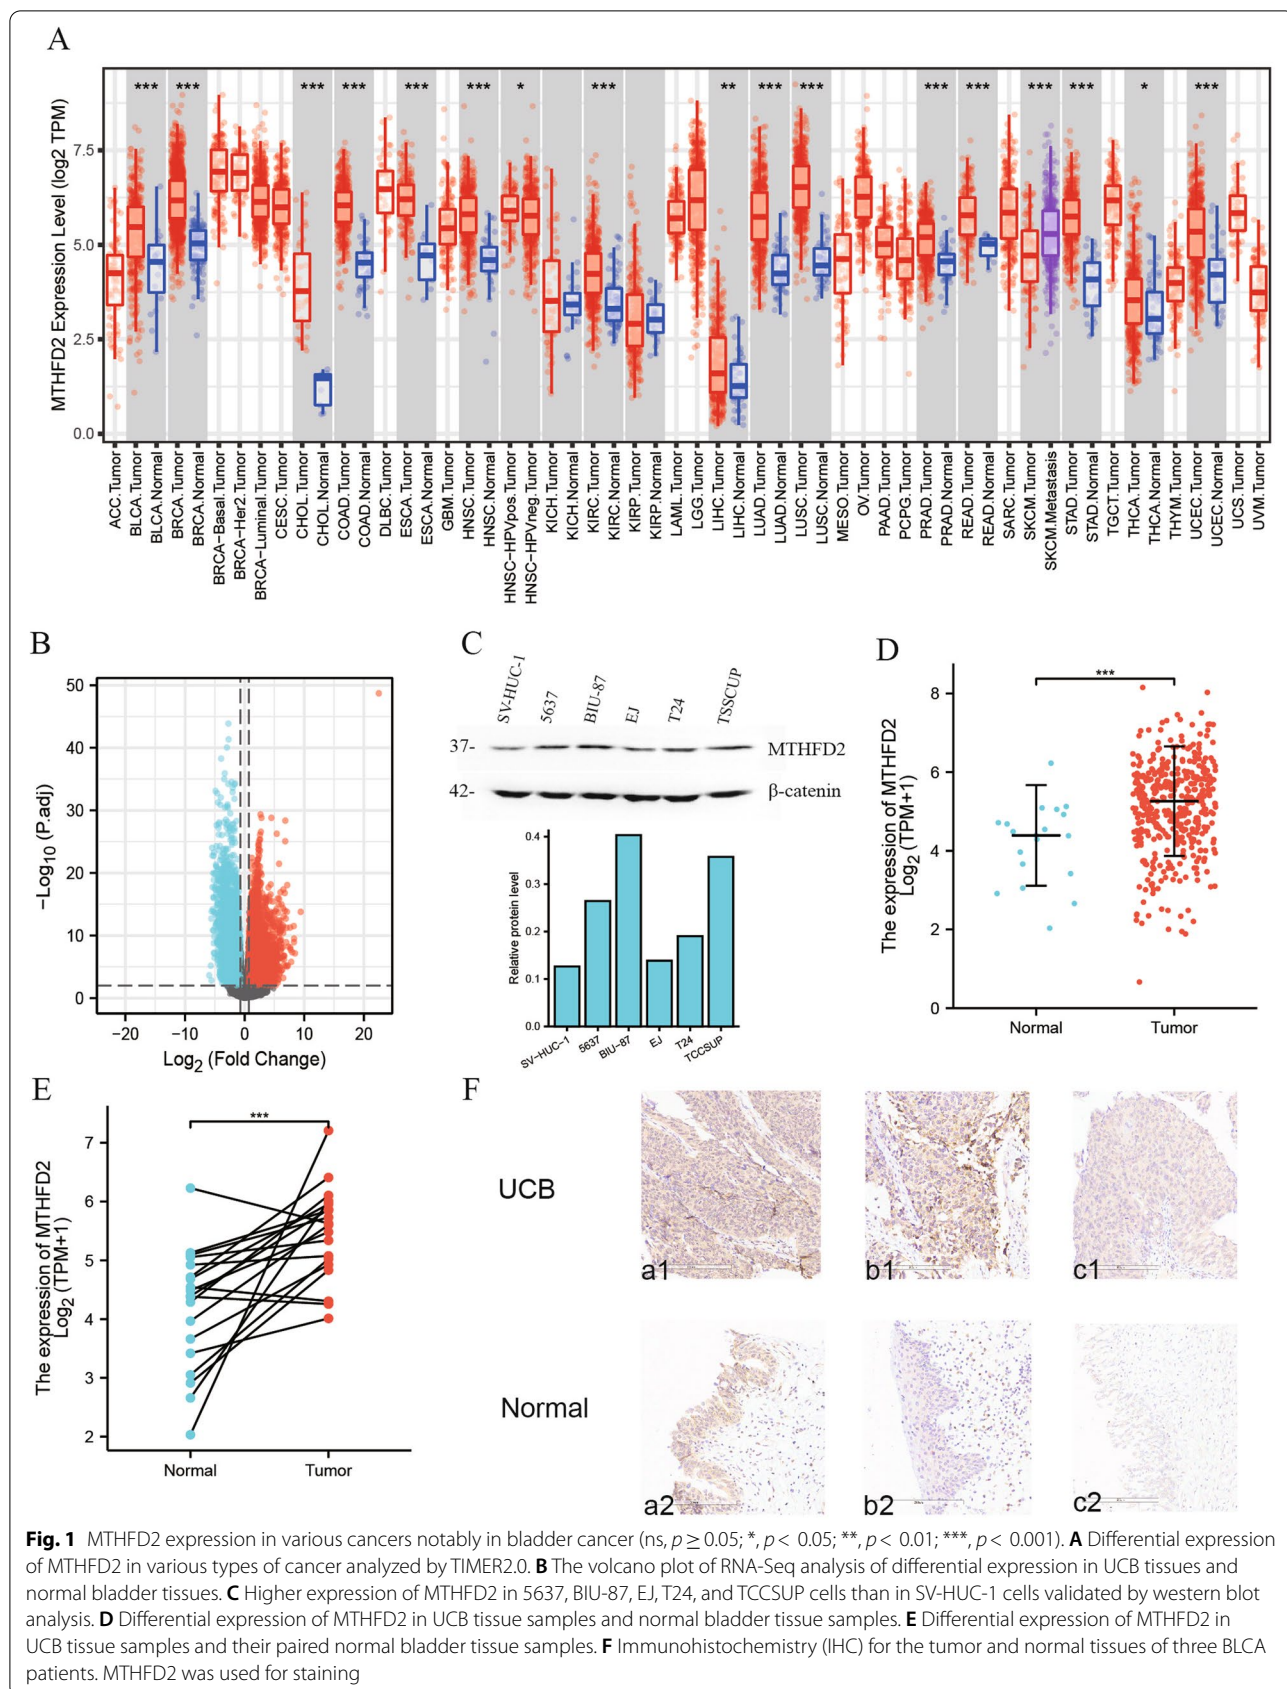 A
MTHFD2 Expression Level (log2 TPM)
*** *** *** *** *** *** * *** ** *** *** *** *** *** *** * ***
7.5
5.0
2.5
0.0
ACC.Tumor
BLCA.Tumor
BLCA.Normal
BRCA.Tumor
BRCA.Normal
BRCA-Basal.Tumor
BRCA-Her2.Tumor
BRCA-Luminal.Tumor
CESC.Tumor
CHOL.Tumor
CHOL.Normal
COAD.Tumor
COAD.Normal
DLBC.Tumor
ESCA.Tumor
ESCA.Normal
GBM.Tumor
HNSC.Tumor
HNSC.Normal
HNSC-HPVpos.Tumor
HNSC-HPVneg.Tumor
KICH.Tumor
KICH.Normal
KIRC.Tumor
KIRC.Normal
KIRP.Tumor
KIRP.Normal
LAML.Tumor
LGG.Tumor
LIHC.Tumor
LIHC.Normal
LUAD.Tumor
LUAD.Normal
LUSC.Tumor
LUSC.Normal
MESO.Tumor
OV.Tumor
PAAD.Tumor
PCPG.Tumor
PRAD.Tumor
PRAD.Normal
READ.Tumor
READ.Normal
SARC.Tumor
SKCM.Tumor
SKCM.Metastasis
STAD.Tumor
STAD.Normal
TGCT.Tumor
THCA.Tumor
THCA.Normal
THYM.Tumor
UCEC.Tumor
UCEC.Normal
UCS.Tumor
UVM.Tumor
B
−Log10 (P.adj)
50
40
30
20
10
0
−20 −10 0 10 20
Log2 (Fold Change)
C
SV-HUC-1 5637 BIU-87 EJ T24 TSSCUP
37- MTHFD2
42- β-catenin
Relative protein level
0.4
0.3
0.2
0.1
0.0
SV−HUC−1 5637 BIU−87 EJ T24 TCCSUP
D
The expression of MTHFD2
Log2 (TPM+1)
***
8
6
4
2
0
Normal Tumor
E
The expression of MTHFD2
Log2 (TPM+1)
***
7
6
5
4
3
2
Normal Tumor
F
UCB
a1 b1 c1
Normal
a2 b2 c2
Fig. 1 MTHFD2 expression in various cancers notably in bladder cancer (ns, p ≥ 0.05; *, p < 0.05; **, p < 0.01; ***, p < 0.001). A Differential expression
of MTHFD2 in various types of cancer analyzed by TIMER2.0. B The volcano plot of RNA-Seq analysis of differential expression in UCB tissues and
normal bladder tissues. C Higher expression of MTHFD2 in 5637, BIU-87, EJ, T24, and TCCSUP cells than in SV-HUC-1 cells validated by western blot
analysis. D Differential expression of MTHFD2 in UCB tissue samples and normal bladder tissue samples. E Differential expression of MTHFD2 in
UCB tissue samples and their paired normal bladder tissue samples. F Immunohistochemistry (IHC) for the tumor and normal tissues of three BLCA
patients. MTHFD2 was used for staining